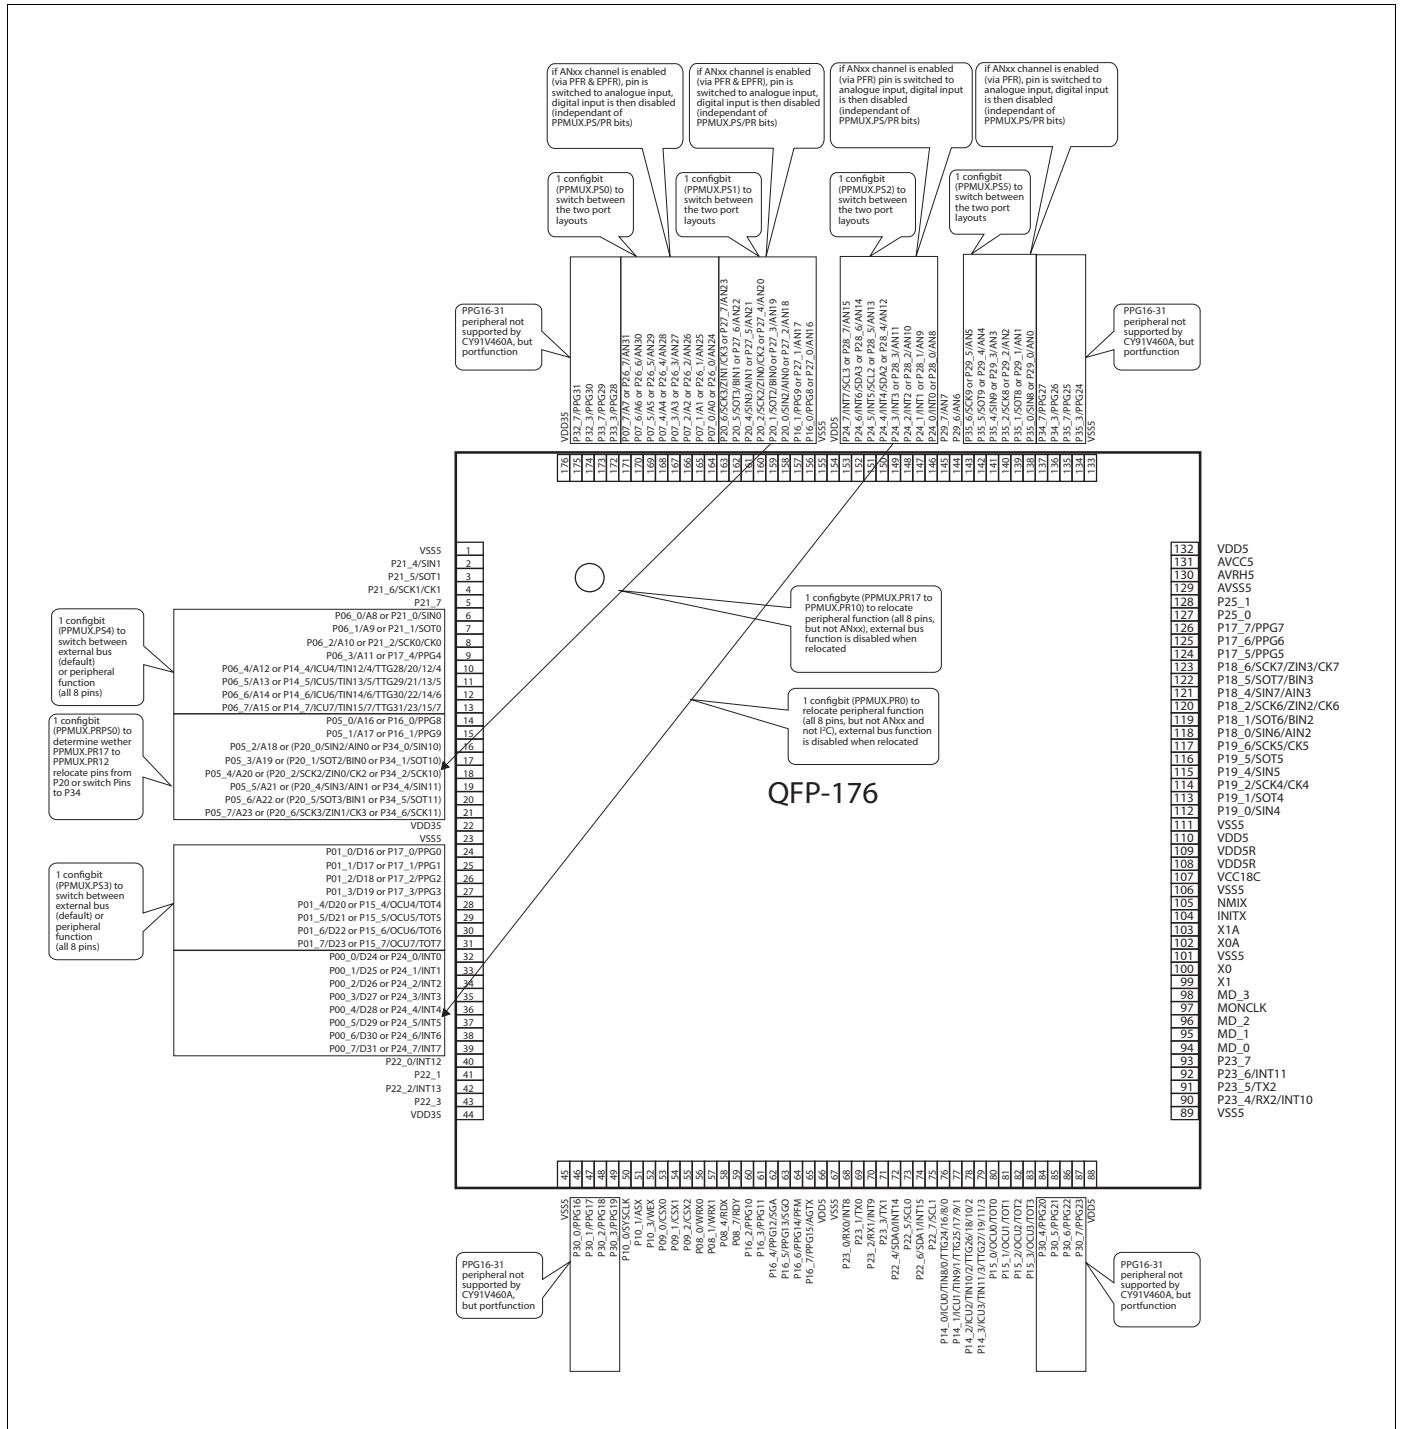 if ANxx channel is enabled
(via PFR & EPFR), pin is
switched to analogue input,
digital input is then disabled
(independant of
PPMUX.PS/PR bits)
if ANxx channel is enabled
(via PFR & EPFR), pin is
switched to analogue input,
digital input is then disabled
(independant of
PPMUX.PS/PR bits)
if ANxx channel is enabled
(via PFR) pin is switched to
analogue input, digital input
is then disabled
(independant of
PPMUX.PS/PR bits)
if ANxx channel is enabled
(via PFR), pin is switched to
analogue input, digital input
is then disabled
(independant of
PPMUX.PS/PR bits)
1 configbit
(PPMUX.PS0) to
switch between
the two port
layouts
1 configbit
(PPMUX.PS1) to
switch between
the two port
layouts
1 configbit
(PPMUX.PS2) to
switch between
the two port
layouts
1 configbit
(PPMUX.PS5) to
switch between
the two port
layouts
PPG16-31
peripheral not
supported by
CY91V460A, but
portfunction
PPG16-31
peripheral not
supported by
CY91V460A, but
portfunction
VDD35
P32_7/PPG31
P32_3/PPG30
P33_7/PPG29
P33_3/PPG28
P07_7/A7 or P26_7/AN31
P07_6/A6 or P26_6/AN30
P07_5/A5 or P26_5/AN29
P07_4/A4 or P26_4/AN28
P07_3/A3 or P26_3/AN27
P07_2/A2 or P26_2/AN26
P07_1/A1 or P26_1/AN25
P07_0/A0 or P26_0/AN24
P20_6/SCK3/ZIN1/CK3 or P27_7/AN23
P20_5/SOT3/BIN1 or P27_6/AN22
P20_4/SIN3/AIN1 or P27_5/AN21
P20_2/SCK2/ZIN0/CK2 or P27_4/AN20
P20_1/SOT2/BIN0 or P27_3/AN19
P20_0/SIN2/AIN0 or P27_2/AN18
P16_1/PPG9 or P27_1/AN17
P16_0/PPG8 or P27_0/AN16
VSS5
VDD5
P24_7/INT7/SCL3 or P28_7/AN15
P24_6/INT6/SDA3 or P28_6/AN14
P24_5/INT5/SCL2 or P28_5/AN13
P24_4/INT4/SDA2 or P28_4/AN12
P24_3/INT3 or P28_3/AN11
P24_2/INT2 or P28_2/AN10
P24_1/INT1 or P28_1/AN9
P24_0/INT0 or P28_0/AN8
P29_7/AN7
P29_6/AN6
P35_6/SCK9 or P29_5/AN5
P35_5/SOT9 or P29_4/AN4
P35_4/SIN9 or P29_3/AN3
P35_2/SCK8 or P29_2/AN2
P35_1/SOT8 or P29_1/AN1
P35_0/SIN8 or P29_0/AN0
P34_7/PPG27
P34_3/PPG26
P35_7/PPG25
P35_3/PPG24
VSS5
176
175
174
173
172
171
170
169
168
167
166
165
164
163
162
161
160
159
158
157
156
155
154
153
152
151
150
149
148
147
146
145
144
143
142
141
140
139
138
137
136
135
134
133
VSS5 1
P21_4/SIN1 2
P21_5/SOT1 3
P21_6/SCK1/CK1 4
P21_7 5
P06_0/A8 or P21_0/SIN0 6
P06_1/A9 or P21_1/SOT0 7
P06_2/A10 or P21_2/SCK0/CK0 8
P06_3/A11 or P17_4/PPG4 9
P06_4/A12 or P14_4/ICU4/TIN12/4/TTG28/20/12/4 10
P06_5/A13 or P14_5/ICU5/TIN13/5/TTG29/21/13/5 11
P06_6/A14 or P14_6/ICU6/TIN14/6/TTG30/22/14/6 12
P06_7/A15 or P14_7/ICU7/TIN15/7/TTG31/23/15/7 13
P05_0/A16 or P16_0/PPG8 14
P05_1/A17 or P16_1/PPG9 15
P05_2/A18 or (P20_0/SIN2/AIN0 or P34_0/SIN10) 16
P05_3/A19 or (P20_1/SOT2/BIN0 or P34_1/SOT10) 17
P05_4/A20 or (P20_2/SCK2/ZIN0/CK2 or P34_2/SCK10) 18
P05_5/A21 or (P20_4/SIN3/AIN1 or P34_4/SIN11) 19
P05_6/A22 or (P20_5/SOT3/BIN1 or P34_5/SOT11) 20
P05_7/A23 or (P20_6/SCK3/ZIN1/CK3 or P34_6/SCK11) 21
VDD35 22
VSS5 23
P01_0/D16 or P17_0/PPG0 24
P01_1/D17 or P17_1/PPG1 25
P01_2/D18 or P17_2/PPG2 26
P01_3/D19 or P17_3/PPG3 27
P01_4/D20 or P15_4/OCU4/TOT4 28
P01_5/D21 or P15_5/OCU5/TOT5 29
P01_6/D22 or P15_6/OCU6/TOT6 30
P01_7/D23 or P15_7/OCU7/TOT7 31
P00_0/D24 or P24_0/INT0 32
P00_1/D25 or P24_1/INT1 33
P00_2/D26 or P24_2/INT2 34
P00_3/D27 or P24_3/INT3 35
P00_4/D28 or P24_4/INT4 36
P00_5/D29 or P24_5/INT5 37
P00_6/D30 or P24_6/INT6 38
P00_7/D31 or P24_7/INT7 39
P22_0/INT12 40
P22_1 41
P22_2/INT13 42
P22_3 43
VDD35 44
1 configbit
(PPMUX.PS4) to
switch between
external bus
(default)
or peripheral
function
(all 8 pins)
1 configbit
(PPMUX.PRPS0) to
determine wether
PPMUX.PR17 to
PPMUX.PR12
relocate pins from
P20 or switch Pins
to P34
1 configbit
(PPMUX.PS3) to
switch between
external bus
(default) or
peripheral
function
(all 8 pins)
1 configbyte (PPMUX.PR17 to
PPMUX.PR10) to relocate
peripheral function (all 8 pins,
but not ANxx), external bus
function is disabled when
relocated
1 configbit (PPMUX.PR0) to
relocate peripheral function
(all 8 pins, but not ANxx and
not I²C), external bus function
is disabled when relocated
QFP-176
132 VDD5
131 AVCC5
130 AVRH5
129 AVSS5
128 P25_1
127 P25_0
126 P17_7/PPG7
125 P17_6/PPG6
124 P17_5/PPG5
123 P18_6/SCK7/ZIN3/CK7
122 P18_5/SOT7/BIN3
121 P18_4/SIN7/AIN3
120 P18_2/SCK6/ZIN2/CK6
119 P18_1/SOT6/BIN2
118 P18_0/SIN6/AIN2
117 P19_6/SCK5/CK5
116 P19_5/SOT5
115 P19_4/SIN5
114 P19_2/SCK4/CK4
113 P19_1/SOT4
112 P19_0/SIN4
111 VSS5
110 VDD5
109 VDD5R
108 VDD5R
107 VCC18C
106 VSS5
105 NMIX
104 INITX
103 X1A
102 X0A
101 VSS5
100 X0
99 X1
98 MD_3
97 MONCLK
96 MD_2
95 MD_1
94 MD_0
93 P23_7
92 P23_6/INT11
91 P23_5/TX2
90 P23_4/RX2/INT10
89 VSS5
45
46
47
48
49
50
51
52
53
54
55
56
57
58
59
60
61
62
63
64
65
66
67
68
69
70
71
72
73
74
75
76
77
78
79
80
81
82
83
84
85
86
87
88
VSS5
P30_0/PPG16
P30_1/PPG17
P30_2/PPG18
P30_3/PPG19
P10_0/SYSCLK
P10_1/ASX
P10_3/WEX
P09_0/CSX0
P09_1/CSX1
P09_2/CSX2
P08_0/WRX0
P08_1/WRX1
P08_4/RDX
P08_7/RDY
P16_2/PPG10
P16_3/PPG11
P16_4/PPG12/SGA
P16_5/PPG13/SGO
P16_6/PPG14/PFM
P16_7/PPG15/AGTX
VDD5
VSS5
P23_0/RX0/INT8
P23_1/TX0
P23_2/RX1/INT9
P23_3/TX1
P22_4/SDA0/INT14
P22_5/SCL0
P22_6/SDA1/INT15
P22_7/SCL1
P14_0/ICU0/TIN8/0/TTG24/16/8/0
P14_1/ICU1/TIN9/1/TTG25/17/9/1
P14_2/ICU2/TIN10/2/TTG26/18/10/2
P14_3/ICU3/TIN11/3/TTG27/19/11/3
P15_0/OCU0/TOT0
P15_1/OCU1/TOT1
P15_2/OCU2/TOT2
P15_3/OCU3/TOT3
P30_4/PPG20
P30_5/PPG21
P30_6/PPG22
P30_7/PPG23
VDD5
PPG16-31
peripheral not
supported by
CY91V460A,
but portfunction
PPG16-31
peripheral not
supported by
CY91V460A, but
portfunction